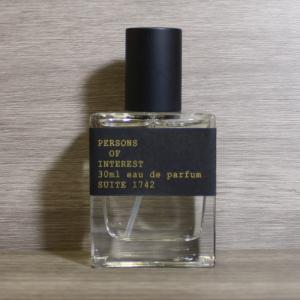 PERSONS
OF
INTEREST
30ml eau de parfum
SUITE 1742